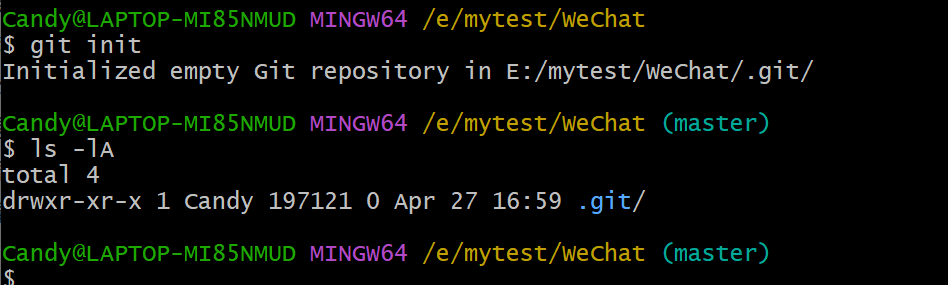 Candy@LAPTOP-MI85NMUD MINGW64 /e/mytest/WeChat
$ git init
Initialized empty Git repository in E:/mytest/WeChat/.git/
Candy@LAPTOP-MI85NMUD MINGW64 /e/mytest/WeChat (master)
$ ls -lA
total 4
drwxr-xr-x 1 Candy 197121 0 Apr 27 16:59 .git/
Candy@LAPTOP-MI85NMUD MINGW64 /e/mytest/WeChat (master)
$